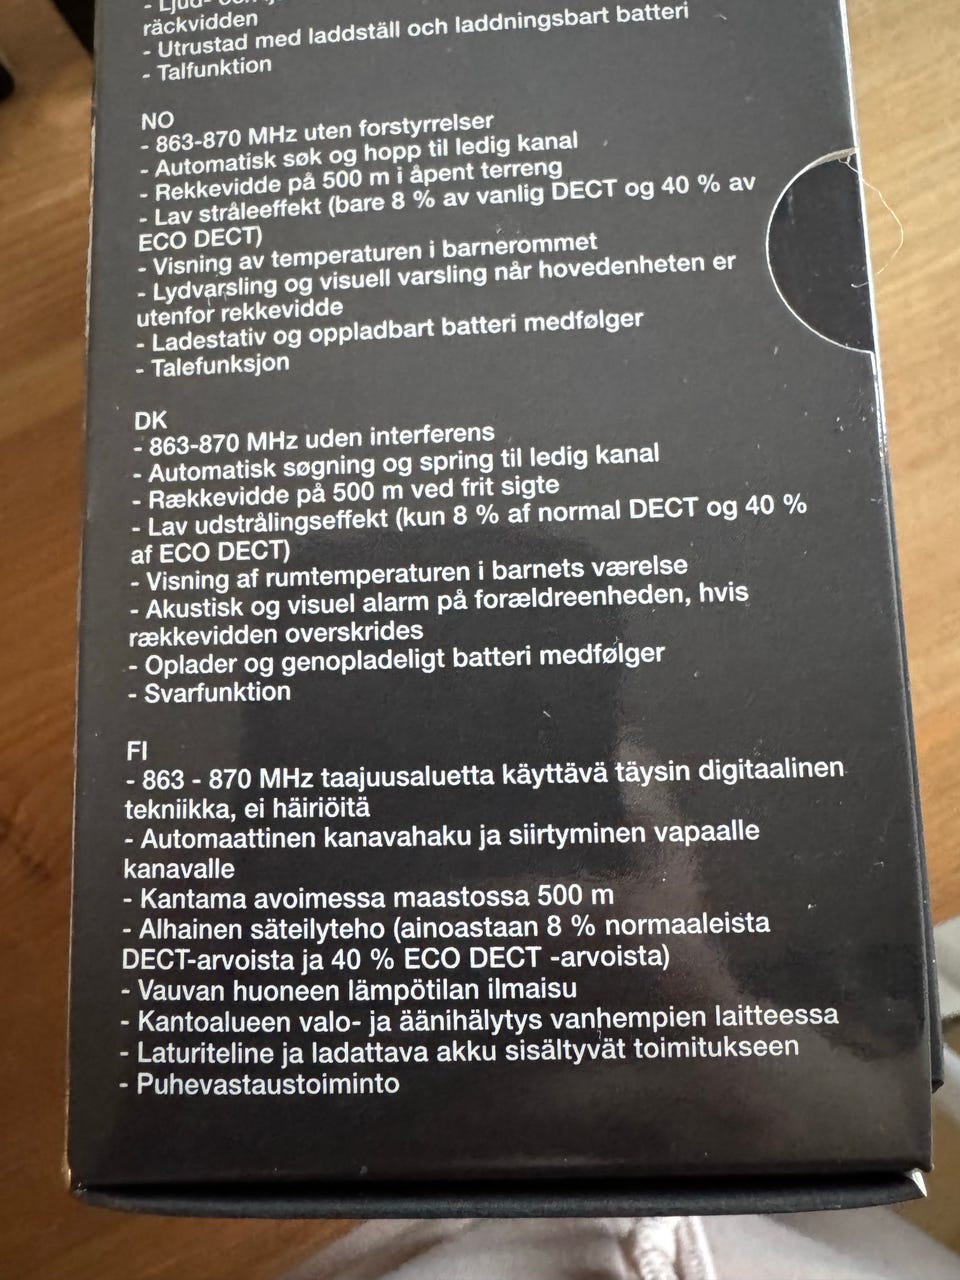 räckvidden
- Utrustad med laddställ och laddningsbart batteri
- Talfunktion
NO
- 863-870 MHz uten forstyrrelser
- Automatisk søk og hopp til ledig kanal
- Rekkevidde på 500 m i åpent terreng
- Lav stråleeffekt (bare 8 % av vanlig DECT og 40 % av
ECO DECT)
- Visning av temperaturen i barnerommet
- Lydvarsling og visuell varsling når hovedenheten er
utenfor rekkevidde
- Ladestativ og oppladbart batteri medfølger
- Talefunksjon
DK
- 863-870 MHz uden interferens
- Automatisk søgning og spring til ledig kanal
- Rækkevidde på 500 m ved frit sigte
- Lav udstrålingseffekt (kun 8 % af normal DECT og 40 %
af ECO DECT)
- Visning af rumtemperaturen i barnets værelse
- Akustisk og visuel alarm på forældreenheden, hvis
rækkevidden overskrides
- Oplader og genopladeligt batteri medfølger
- Svarfunktion
FI
- 863 - 870 MHz taajuusaluetta käyttävä täysin digitaalinen
tekniikka, ei häiriöitä
- Automaattinen kanavahaku ja siirtyminen vapaalle
kanavalle
- Kantama avoimessa maastossa 500 m
- Alhainen säteilyteho (ainoastaan 8 % normaaleista
DECT-arvoista ja 40 % ECO DECT -arvoista)
- Vauvan huoneen lämpötilan ilmaisu
- Kantoalueen valo- ja äänihälytys vanhempien laitteessa
- Laturiteline ja ladattava akku sisältyvät toimitukseen
- Puhevastaustoiminto